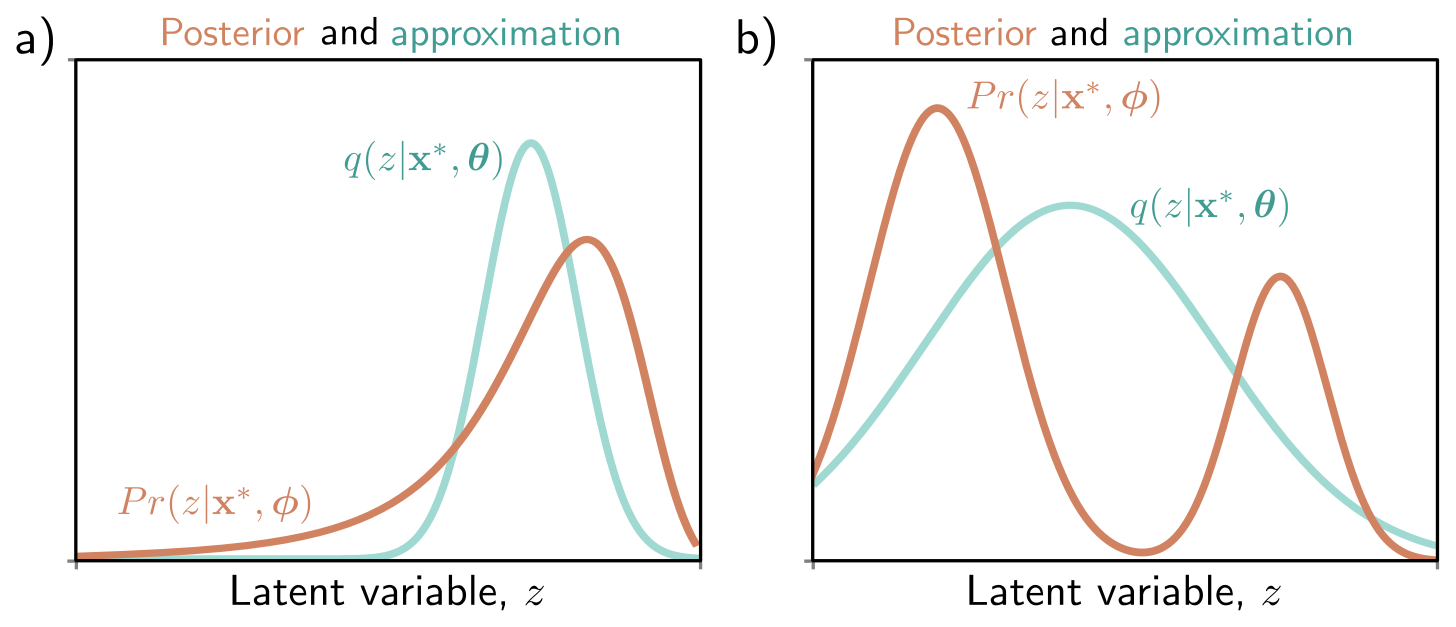 a)
Posterior and approximation
q(z|x*, θ)
Pr(z|x*, ϕ)
Latent variable, z
b)
Posterior and approximation
Pr(z|x*, ϕ)
q(z|x*, θ)
Latent variable, z